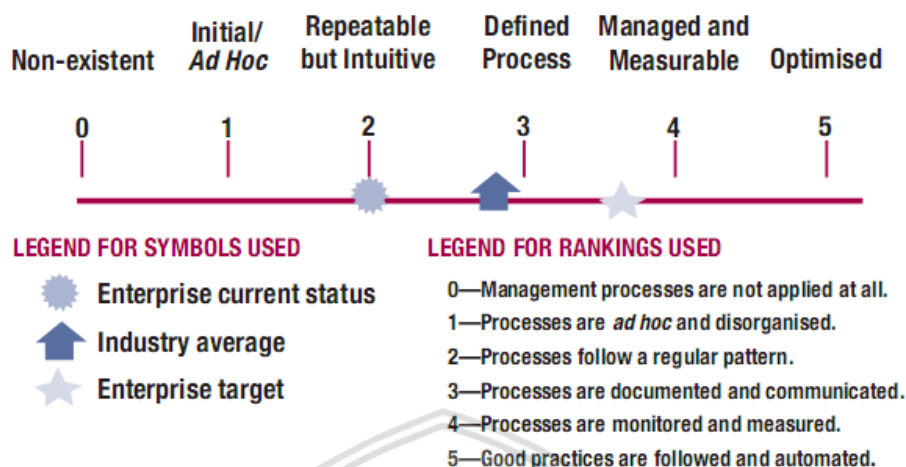 Non-existent
Initial/
Ad Hoc
Repeatable
but Intuitive
Defined
Process
Managed and
Measurable
Optimised
0 1 2 3 4 5
LEGEND FOR SYMBOLS USED
Enterprise current status
Industry average
Enterprise target
LEGEND FOR RANKINGS USED
0—Management processes are not applied at all.
1—Processes are ad hoc and disorganised.
2—Processes follow a regular pattern.
3—Processes are documented and communicated.
4—Processes are monitored and measured.
5—Good practices are followed and automated.